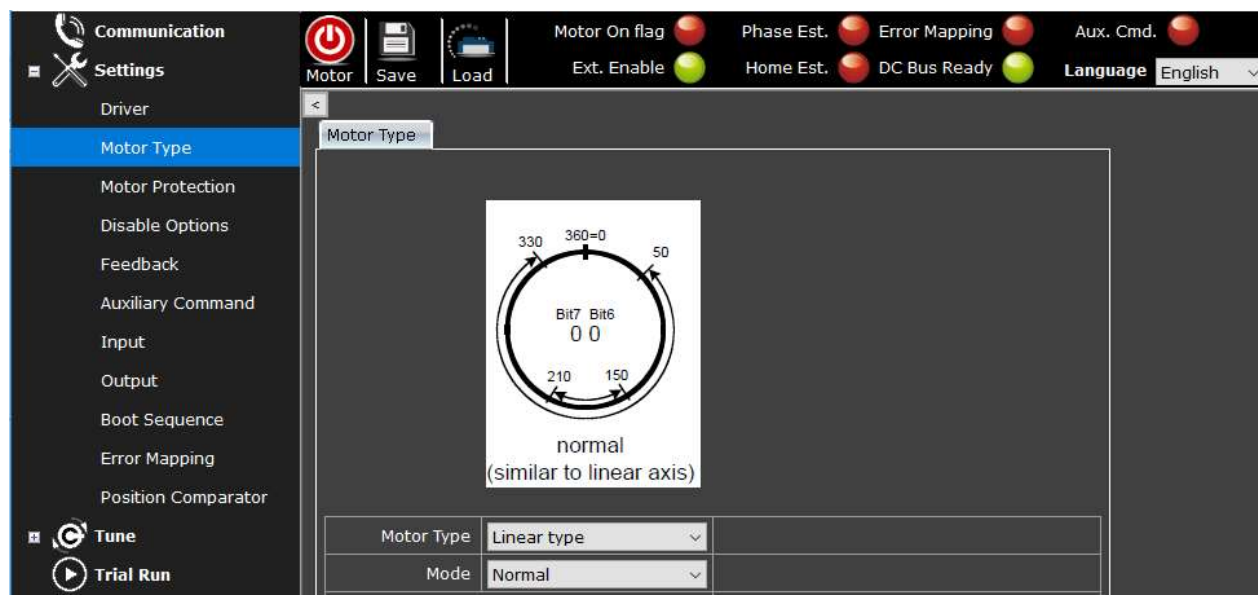 Communication
Settings
Driver
Motor Type
Motor Protection
Disable Options
Feedback
Auxiliary Command
Input
Output
Boot Sequence
Error Mapping
Position Comparator
Tune
Trial Run
Motor
Save
Load
Motor On flag
Phase Est.
Error Mapping
Aux. Cmd.
Ext. Enable
Home Est.
DC Bus Ready
Language English
<
Motor Type
360=0
330
50
Bit7 Bit6
0 0
210 150
normal
(similar to linear axis)
Motor Type Linear type
Mode Normal